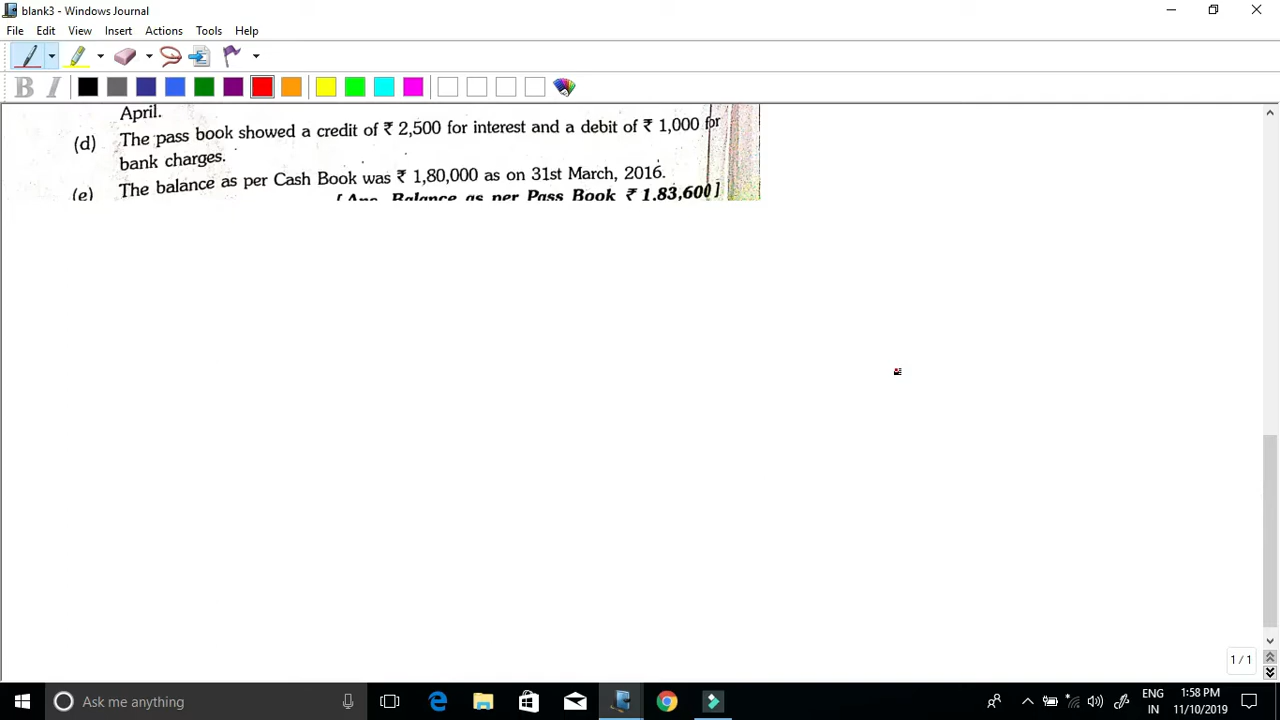 blank3 - Windows Journal
File Edit View Insert Actions Tools Help
B I
April.
(d) The pass book showed a credit of ₹ 2,500 for interest and a debit of ₹ 1,000 for
bank charges.
(e) The balance as per Cash Book was ₹ 1,80,000 as on 31st March, 2016.
[Ans. Balance as per Pass Book ₹ 1,83,600]
1 / 1
Ask me anything
ENG 1:58 PM
IN 11/10/2019